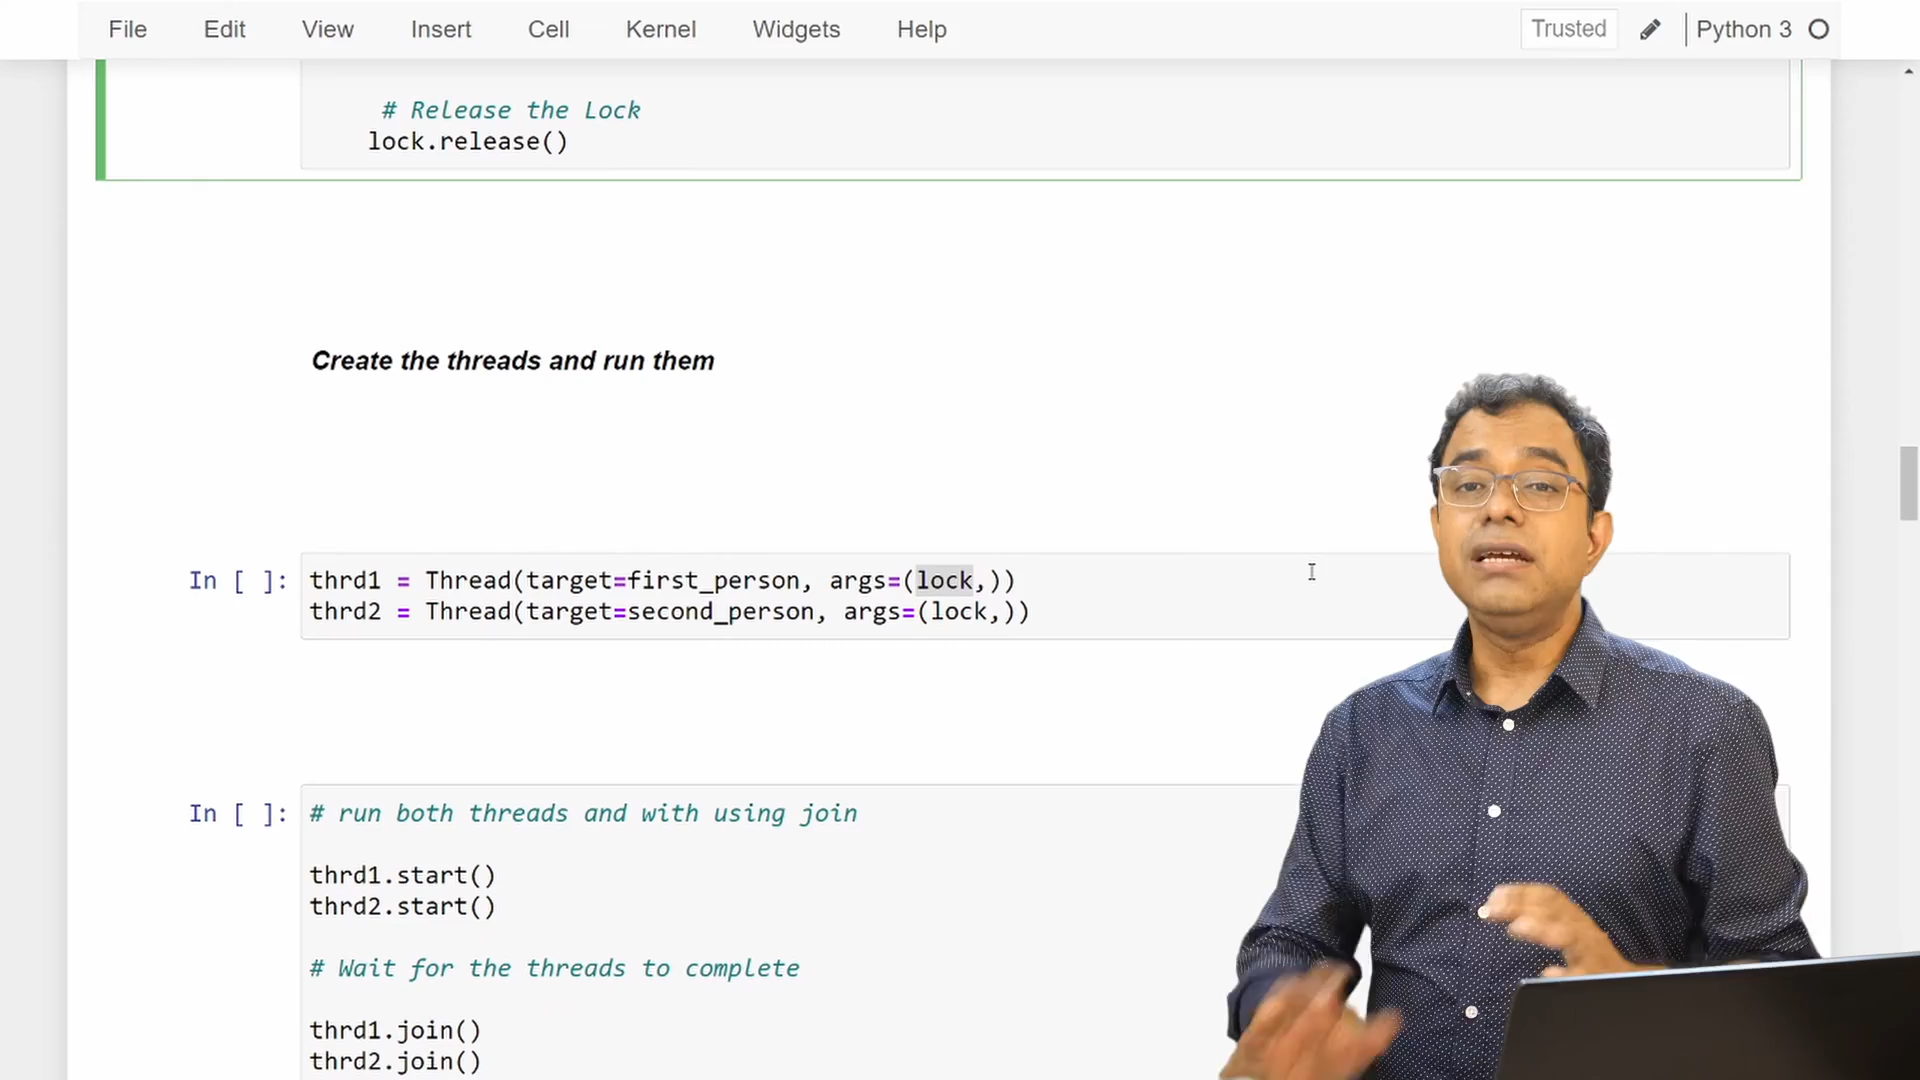 File Edit View Insert Cell Kernel Widgets Help Trusted Python 3
# Release the Lock
lock.release()
Create the threads and run them
In [ ]: thrd1 = Thread(target=first_person, args=(lock,))
thrd2 = Thread(target=second_person, args=(lock,))
In [ ]: # run both threads and with using join
thrd1.start()
thrd2.start()
# Wait for the threads to complete
thrd1.join()
thrd2.join()